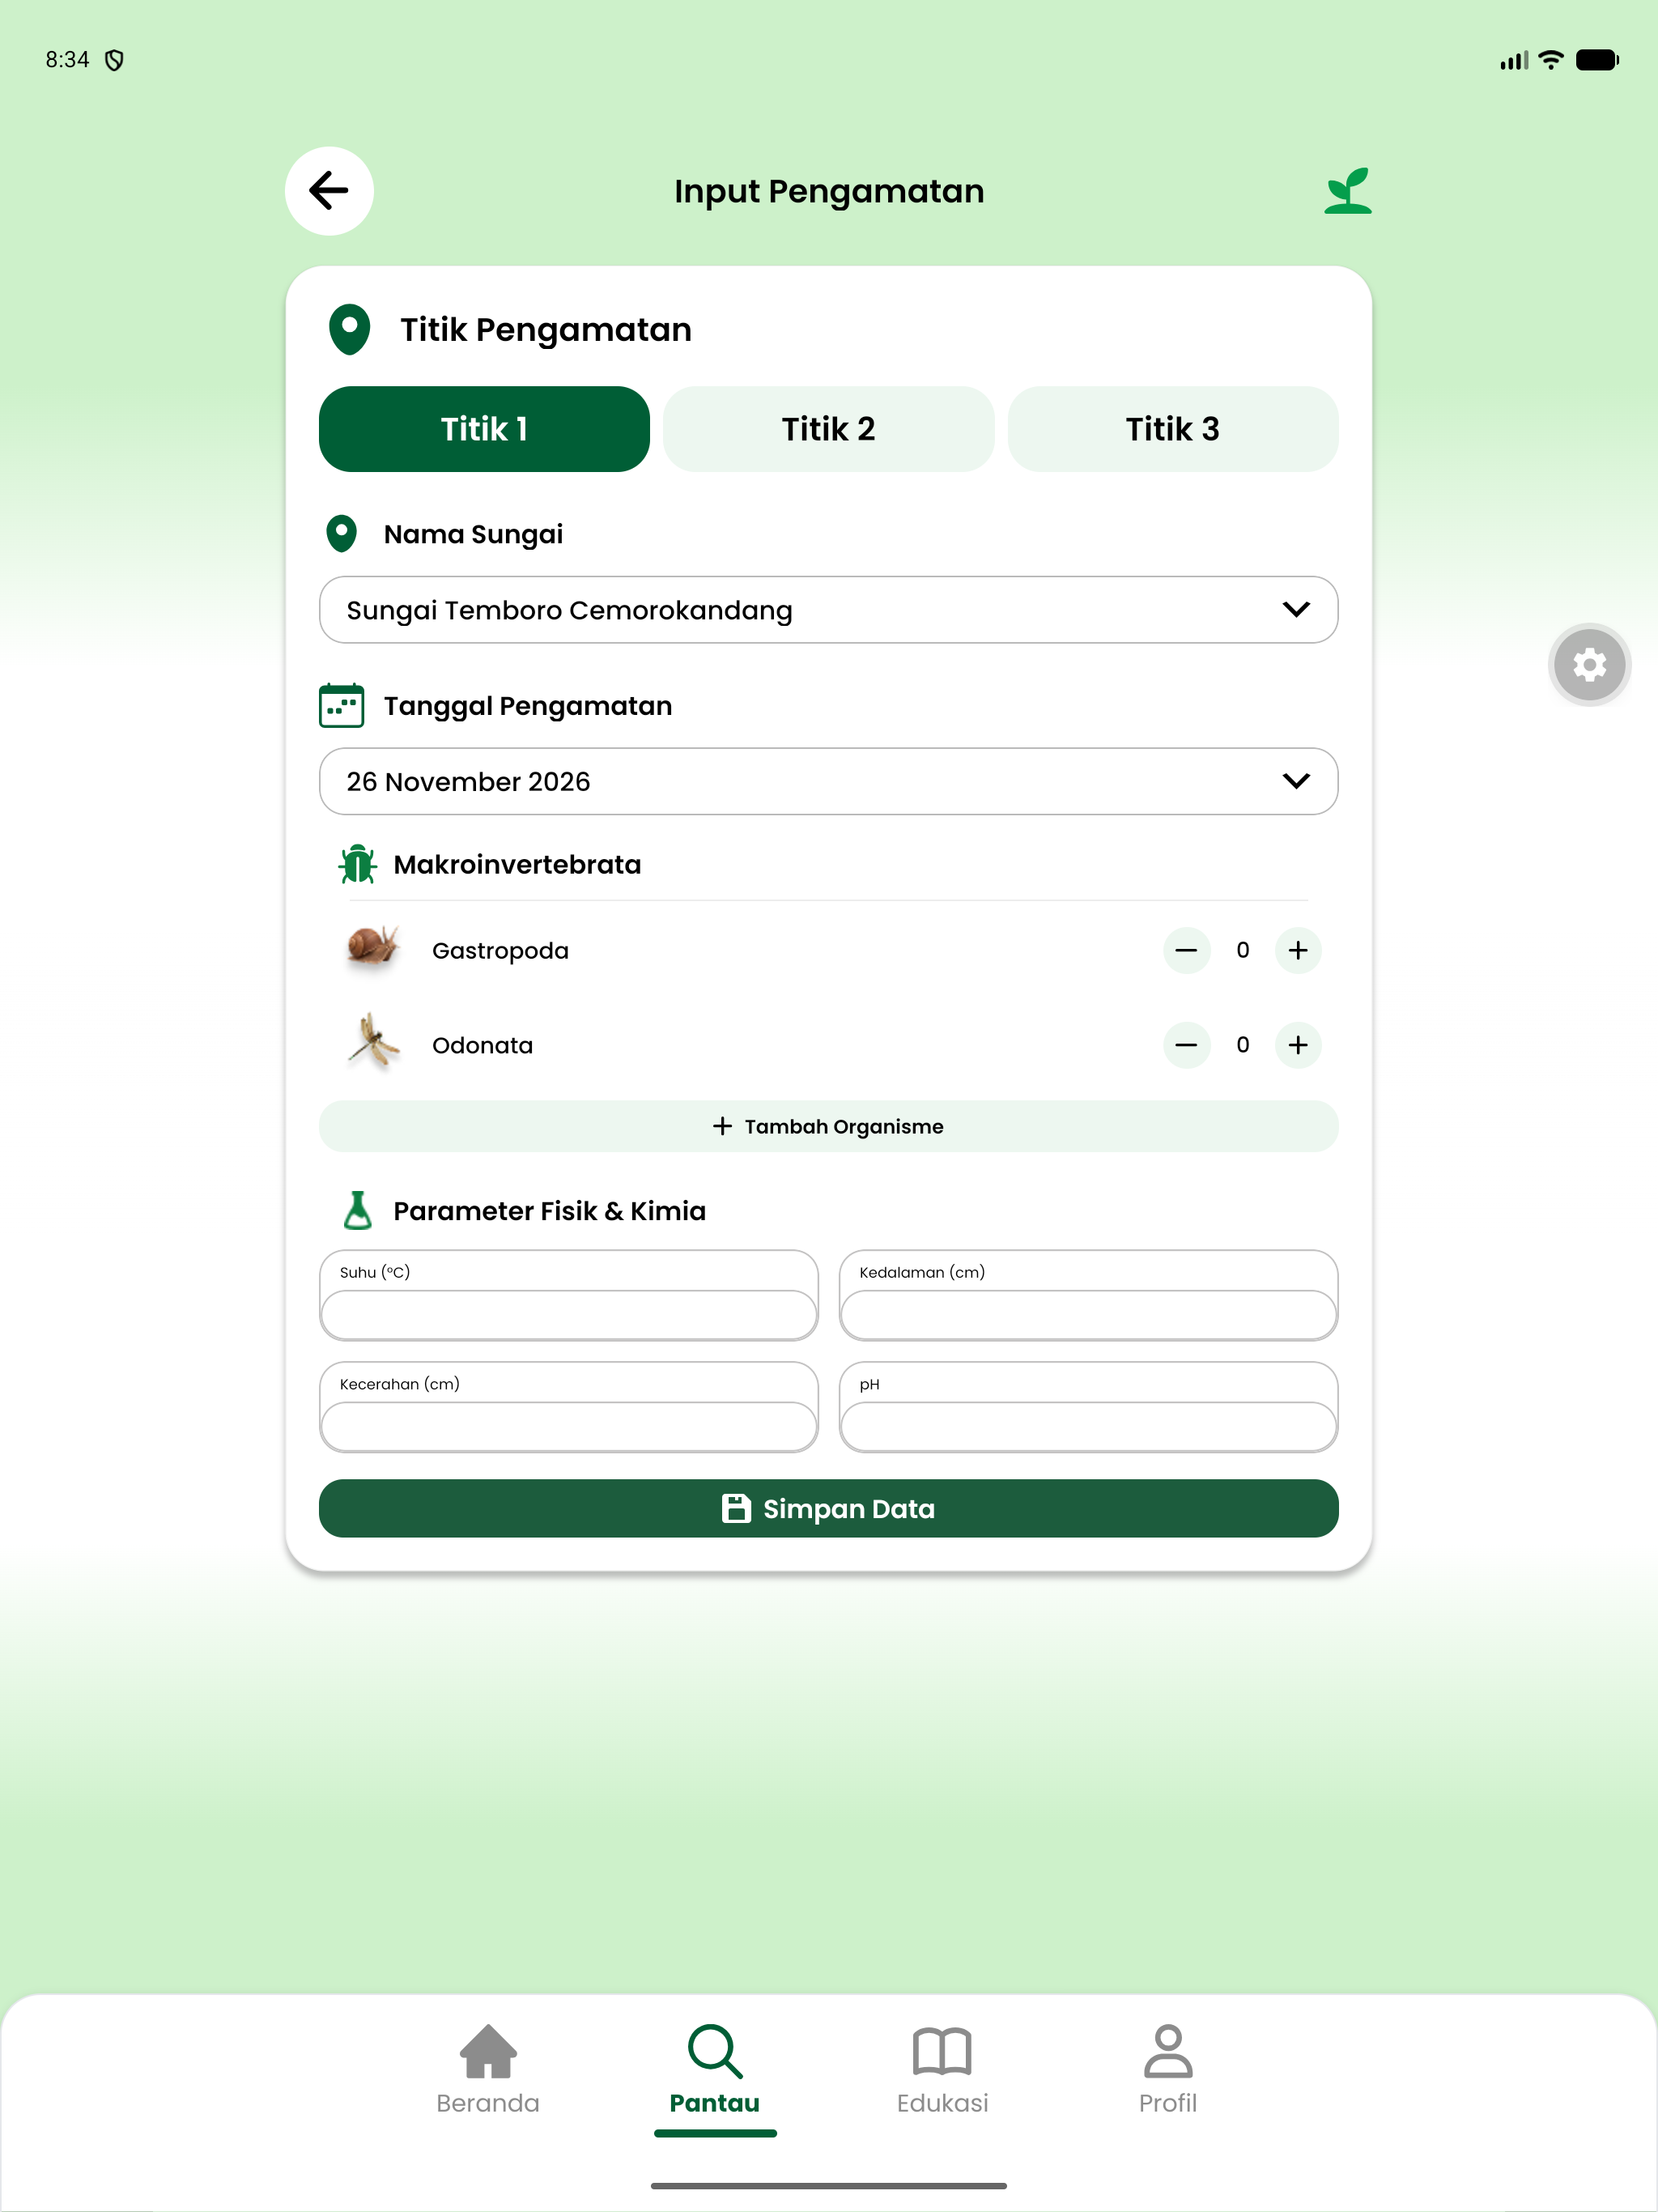 8:34
Input Pengamatan
Titik Pengamatan
Titik 1
Titik 2
Titik 3
Nama Sungai
Sungai Temboro Cemorokandang
Tanggal Pengamatan
26 November 2026
Makroinvertebrata
Gastropoda
0
Odonata
0
Tambah Organisme
Parameter Fisik & Kimia
Suhu (°C)
Kedalaman (cm)
Kecerahan (cm)
pH
Simpan Data
Beranda
Pantau
Edukasi
Profil